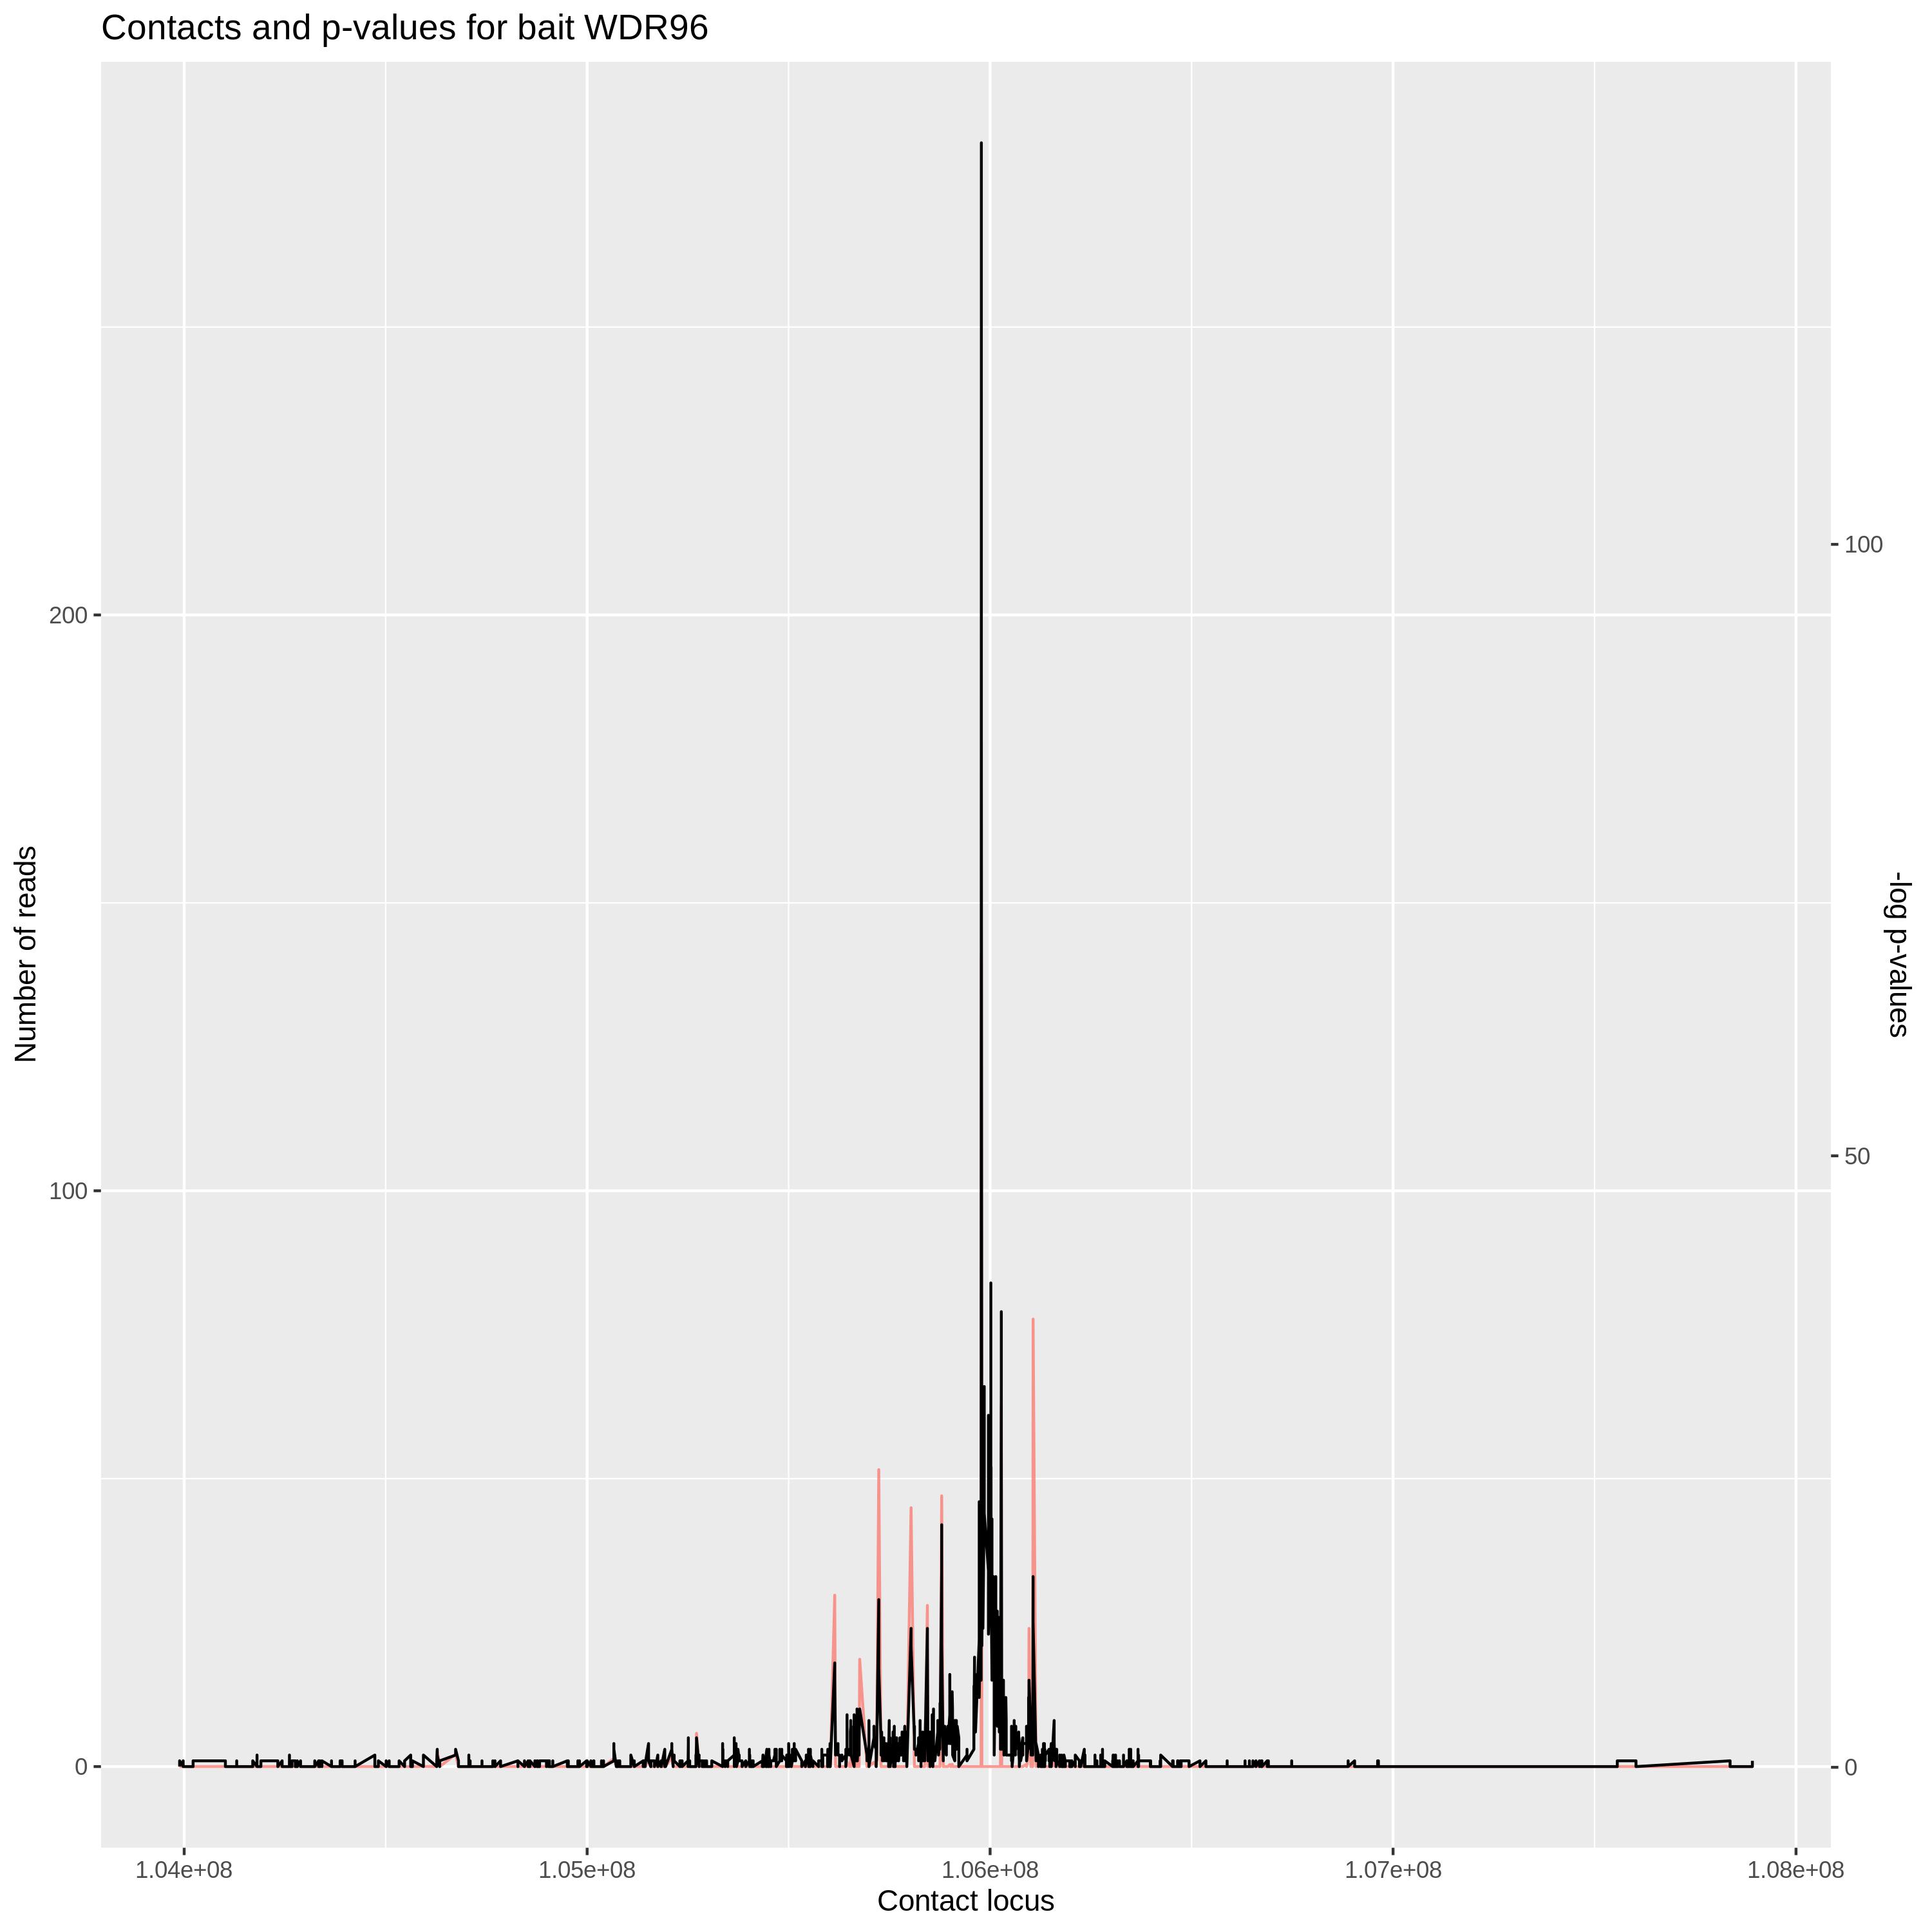 Contacts and p-values for bait WDR96
Number of reads
200
100
0
100
50
0
-log p-values
1.04e+08 1.05e+08 1.06e+08 1.07e+08 1.08e+08
Contact locus